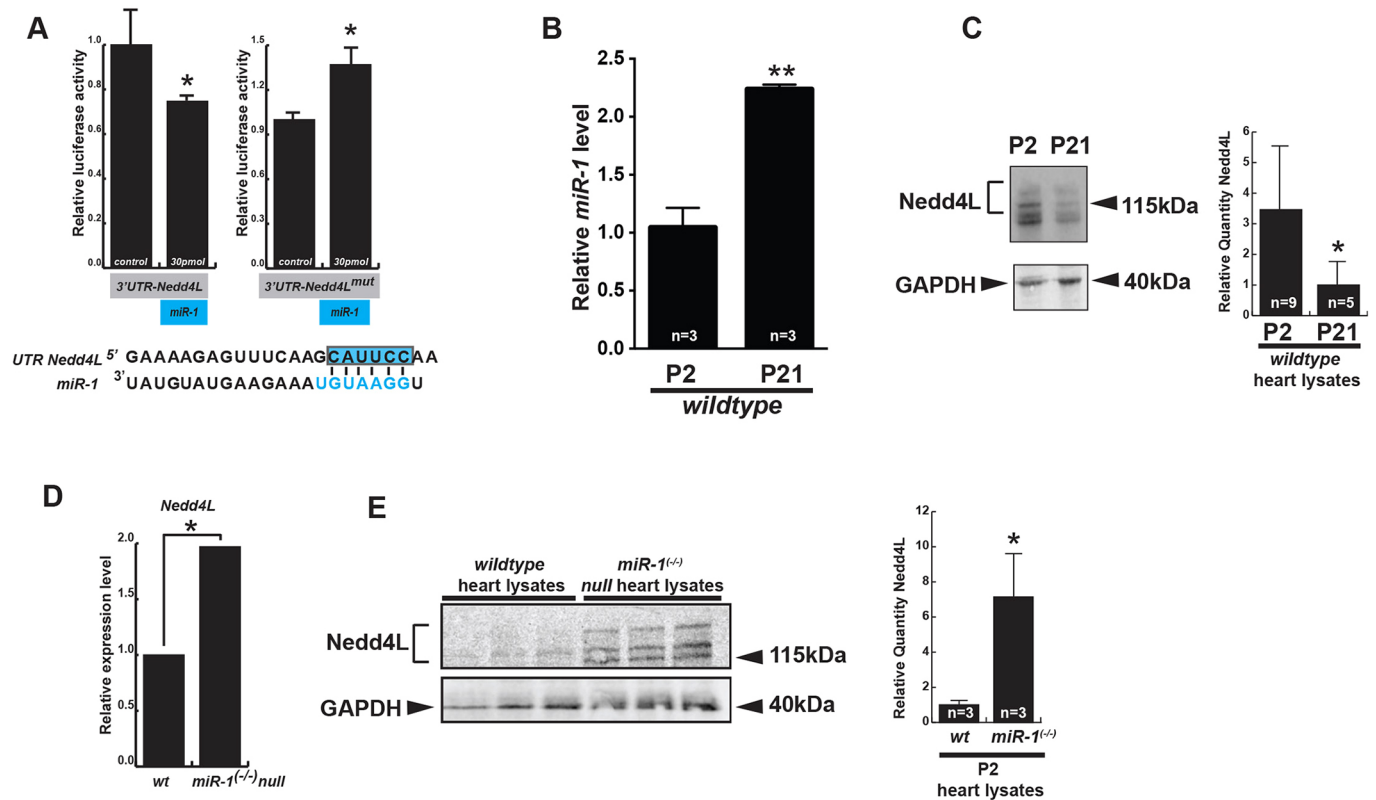 A
Relative luciferase activity
1.0
0.8
0.6
0.4
0.2
0.0
*
control
30pmol
3'UTR-Nedd4L
miR-1
Relative luciferase activity
1.5
1.2
0.9
0.6
0.3
0.0
*
control
30pmol
3'UTR-Nedd4Lmut
miR-1
UTR Nedd4L 5' GAAAAGAGUUUCAAGCAUUCCAA
miR-1 3' UAUGUAUGAAGAAAUGUAAGGU
B
Relative miR-1 level
2.5
2.0
1.5
1.0
0.5
0.0
**
n=3
n=3
P2
P21
wildtype
C
P2 P21
Nedd4L
115kDa
GAPDH
40kDa
Relative Quantity Nedd4L
6
5
4
3
2
1
0
*
n=9
n=5
P2
P21
wildtype
heart lysates
D
Nedd4L
*
Relative expression level
2.0
1.5
1.0
0.5
0.0
wt
miR-1(-/-) null
E
wildtype
heart lysates
miR-1(-/-)
null heart lysates
Nedd4L
115kDa
GAPDH
40kDa
Relative Quantity Nedd4L
12
10
8
6
4
2
0
*
n=3
n=3
wt
miR-1(-/-)
P2
heart lysates